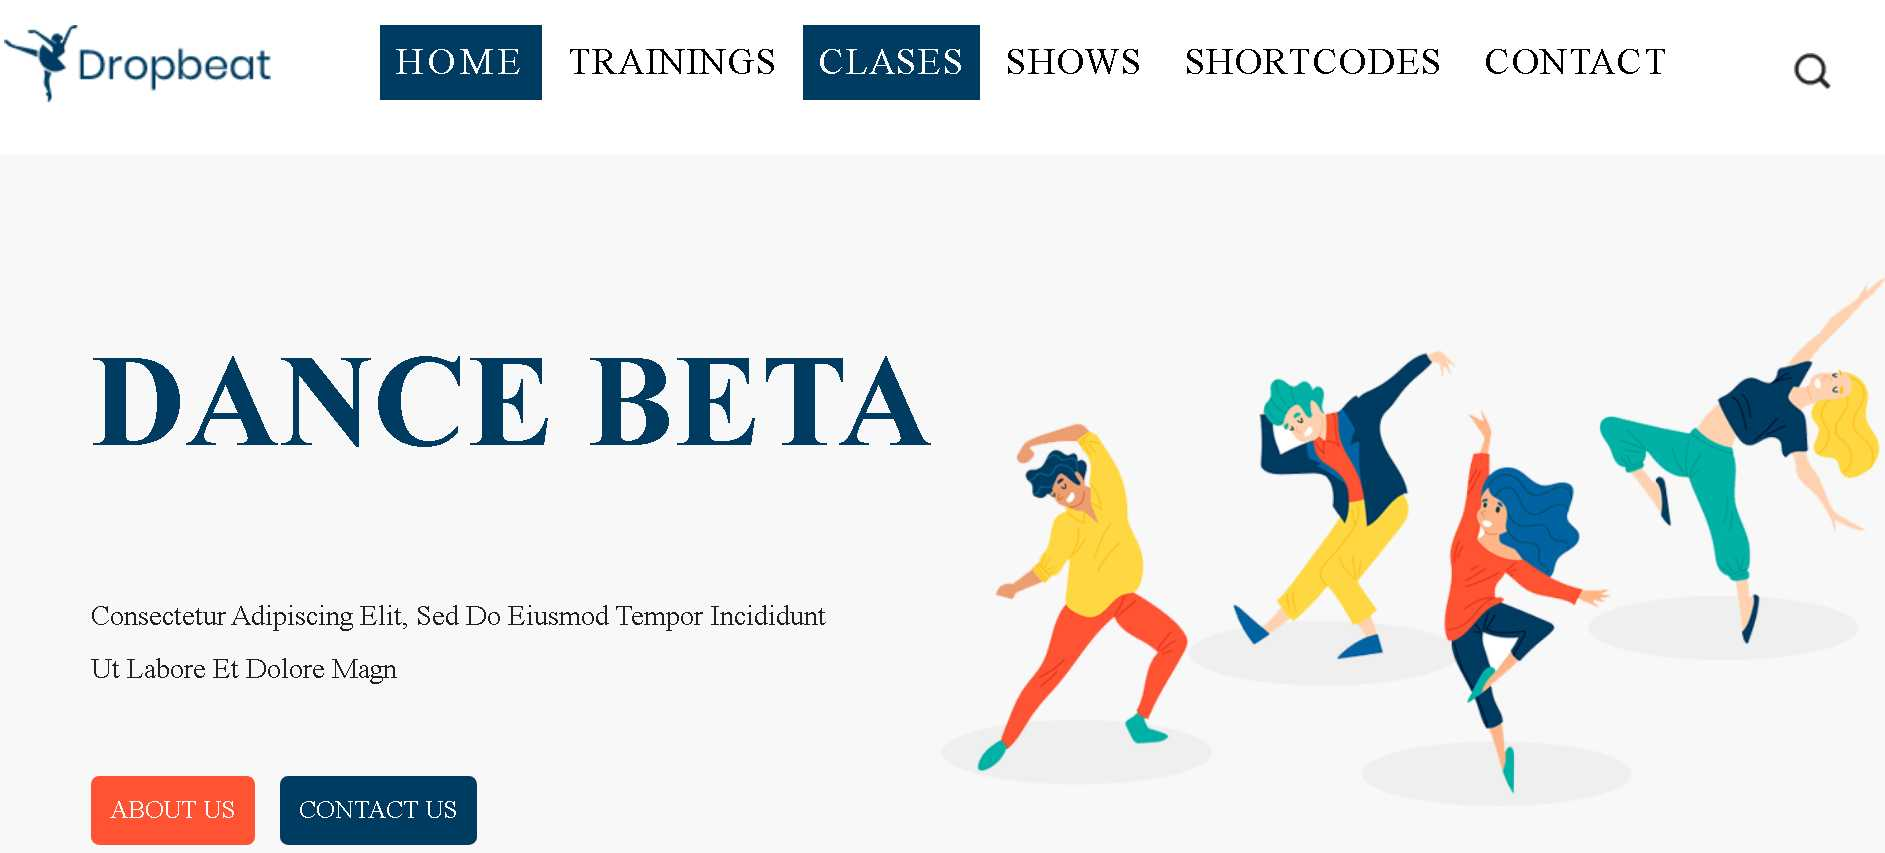 Dropbeat
HOME TRAININGS CLASES SHOWS SHORTCODES CONTACT
DANCE BETA
Consectetur Adipiscing Elit, Sed Do Eiusmod Tempor Incididunt
Ut Labore Et Dolore Magn
ABOUT US CONTACT US